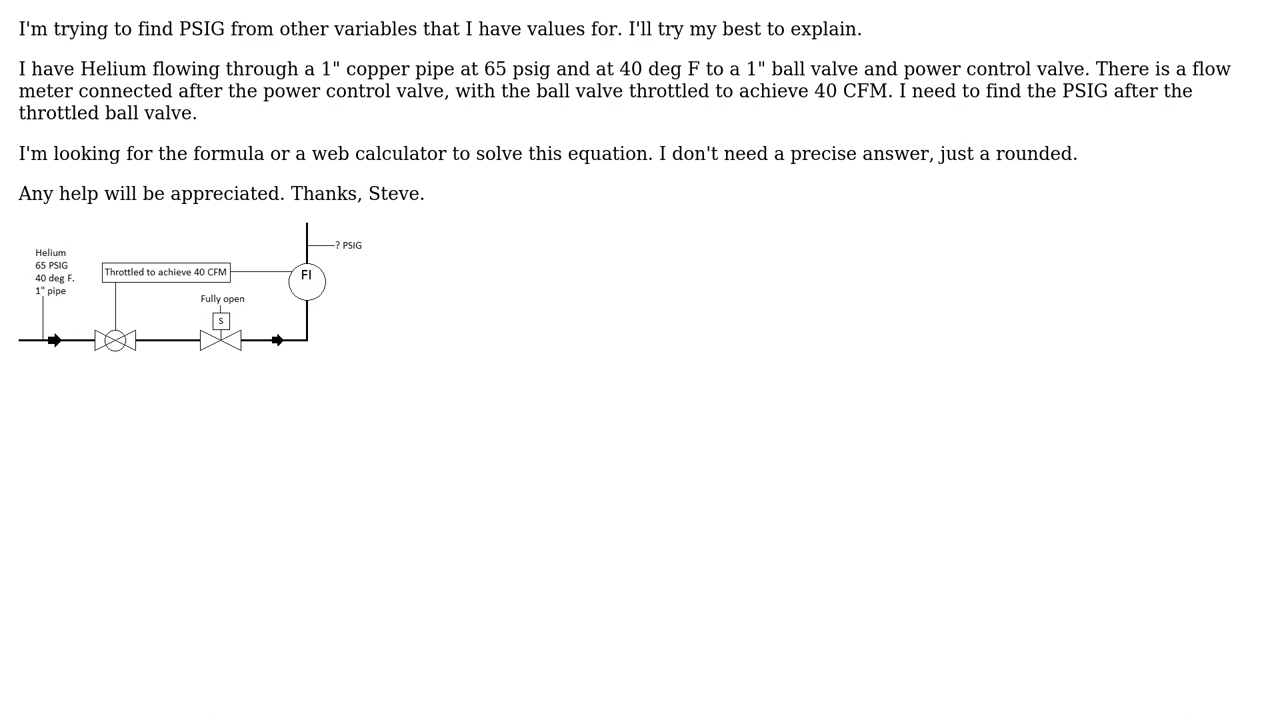 I'm trying to find PSIG from other variables that I have values for. I'll try my best to explain.
I have Helium flowing through a 1" copper pipe at 65 psig and at 40 deg F to a 1" ball valve and power control valve. There is a flow
meter connected after the power control valve, with the ball valve throttled to achieve 40 CFM. I need to find the PSIG after the
throttled ball valve.
I'm looking for the formula or a web calculator to solve this equation. I don't need a precise answer, just a rounded.
Any help will be appreciated. Thanks, Steve.
? PSIG
Helium
65 PSIG
40 deg F.
1" pipe
Throttled to achieve 40 CFM
FI
Fully open
S